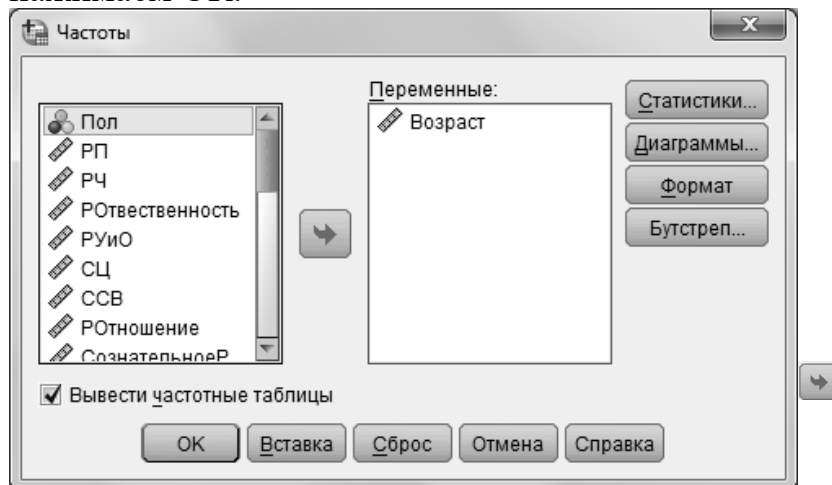 Частоты
Переменные:
Пол
РП
РЧ
РОтвественность
РУиО
СЦ
ССВ
РОтношение
СознательноеР
Возраст
Статистики...
Диаграммы...
Формат
Бутстреп...
Вывести частотные таблицы
OK Вставка Сброс Отмена Справка